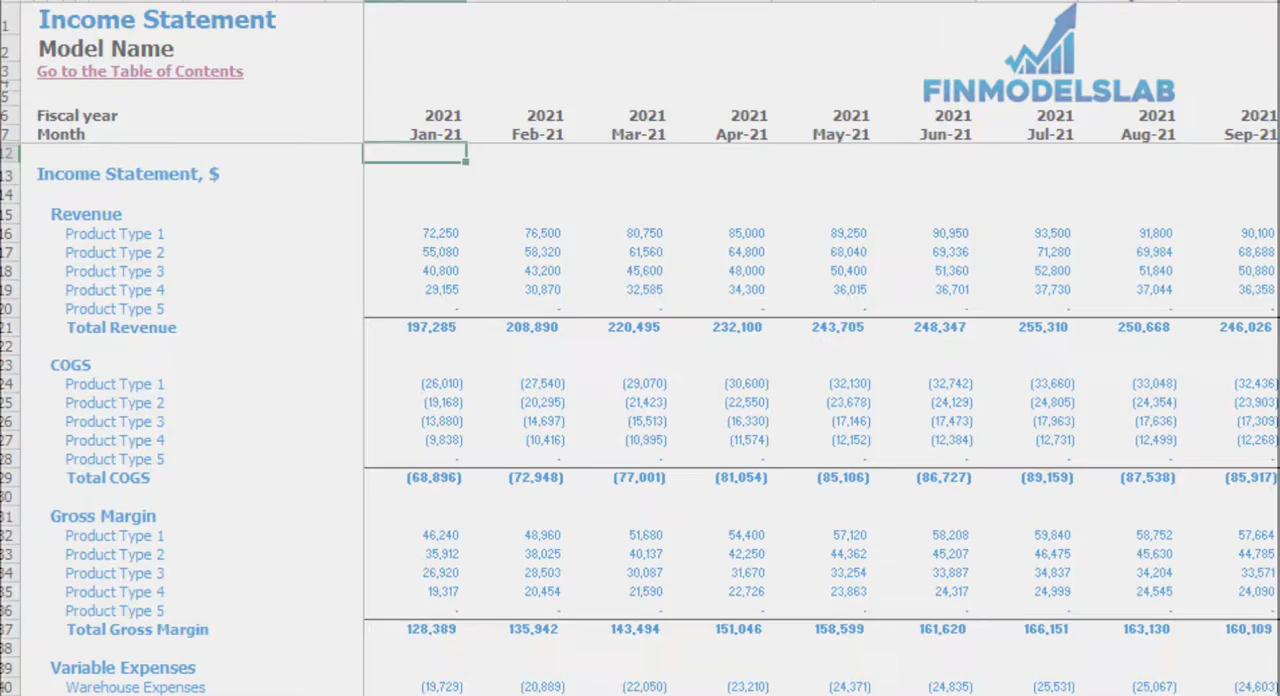 Income Statement
Model Name
Go to the Table of Contents
FINMODELSLAB
Fiscal year 2021 2021 2021 2021 2021 2021 2021 2021 2021
Month Jan-21 Feb-21 Mar-21 Apr-21 May-21 Jun-21 Jul-21 Aug-21 Sep-21
Income Statement, $
Revenue
Product Type 1 72,250 76,500 80,750 85,000 89,250 90,950 93,500 91,800 90,100
Product Type 2 55,080 58,320 61,560 64,800 68,040 69,336 71,280 69,984 68,688
Product Type 3 40,800 43,200 45,600 48,000 50,400 51,360 52,800 51,840 50,880
Product Type 4 29,155 30,870 32,585 34,300 36,015 36,701 37,730 37,044 36,358
Product Type 5 - - - - - - - - -
Total Revenue 197,285 208,890 220,495 232,100 243,705 248,347 255,310 250,668 246,026
COGS
Product Type 1 (26,010) (27,540) (29,070) (30,600) (32,130) (32,742) (33,660) (33,048) (32,436)
Product Type 2 (19,168) (20,295) (21,423) (22,550) (23,678) (24,129) (24,805) (24,354) (23,903)
Product Type 3 (13,880) (14,697) (15,513) (16,330) (17,146) (17,473) (17,963) (17,636) (17,309)
Product Type 4 (9,838) (10,416) (10,995) (11,574) (12,152) (12,384) (12,731) (12,499) (12,268)
Product Type 5 - - - - - - - - -
Total COGS (68,896) (72,948) (77,001) (81,054) (85,106) (86,727) (89,159) (87,538) (85,917)
Gross Margin
Product Type 1 46,240 48,960 51,680 54,400 57,120 58,208 59,840 58,752 57,664
Product Type 2 35,912 38,025 40,137 42,250 44,362 45,207 46,475 45,630 44,785
Product Type 3 26,920 28,503 30,087 31,670 33,254 33,887 34,837 34,204 33,571
Product Type 4 19,317 20,454 21,590 22,726 23,863 24,317 24,999 24,545 24,090
Product Type 5 - - - - - - - - -
Total Gross Margin 128,389 135,942 143,494 151,046 158,599 161,620 166,151 163,130 160,109
Variable Expenses
Warehouse Expenses (19,729) (20,889) (22,050) (23,210) (24,371) (24,835) (25,531) (25,067) (24,603)